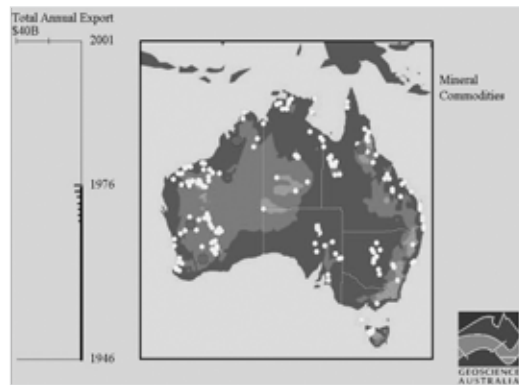 Total Annual Export
$40B
2001
Mineral
Commodities
1976
1946
GEOSCIENCE
AUSTRALIA